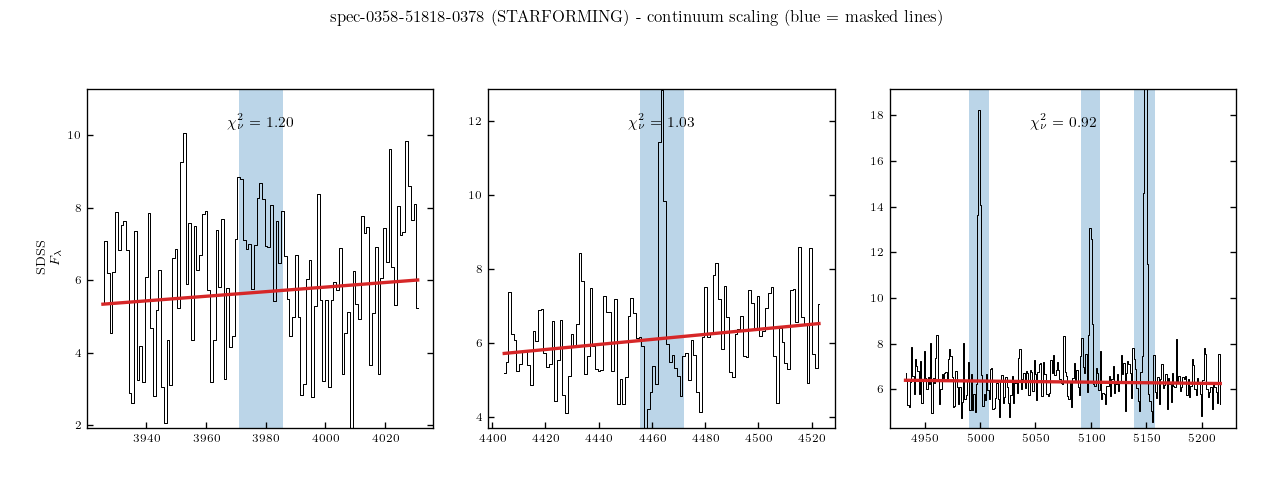 spec-0358-51818-0378 (STARFORMING) - continuum scaling (blue = masked lines)
SDSS
F_λ
χ²_ν = 1.20
10
8
6
4
2
3940 3960 3980 4000 4020
χ²_ν = 1.03
12
10
8
6
4
4400 4420 4440 4460 4480 4500 4520
χ²_ν = 0.92
18
16
14
12
10
8
6
4950 5000 5050 5100 5150 5200